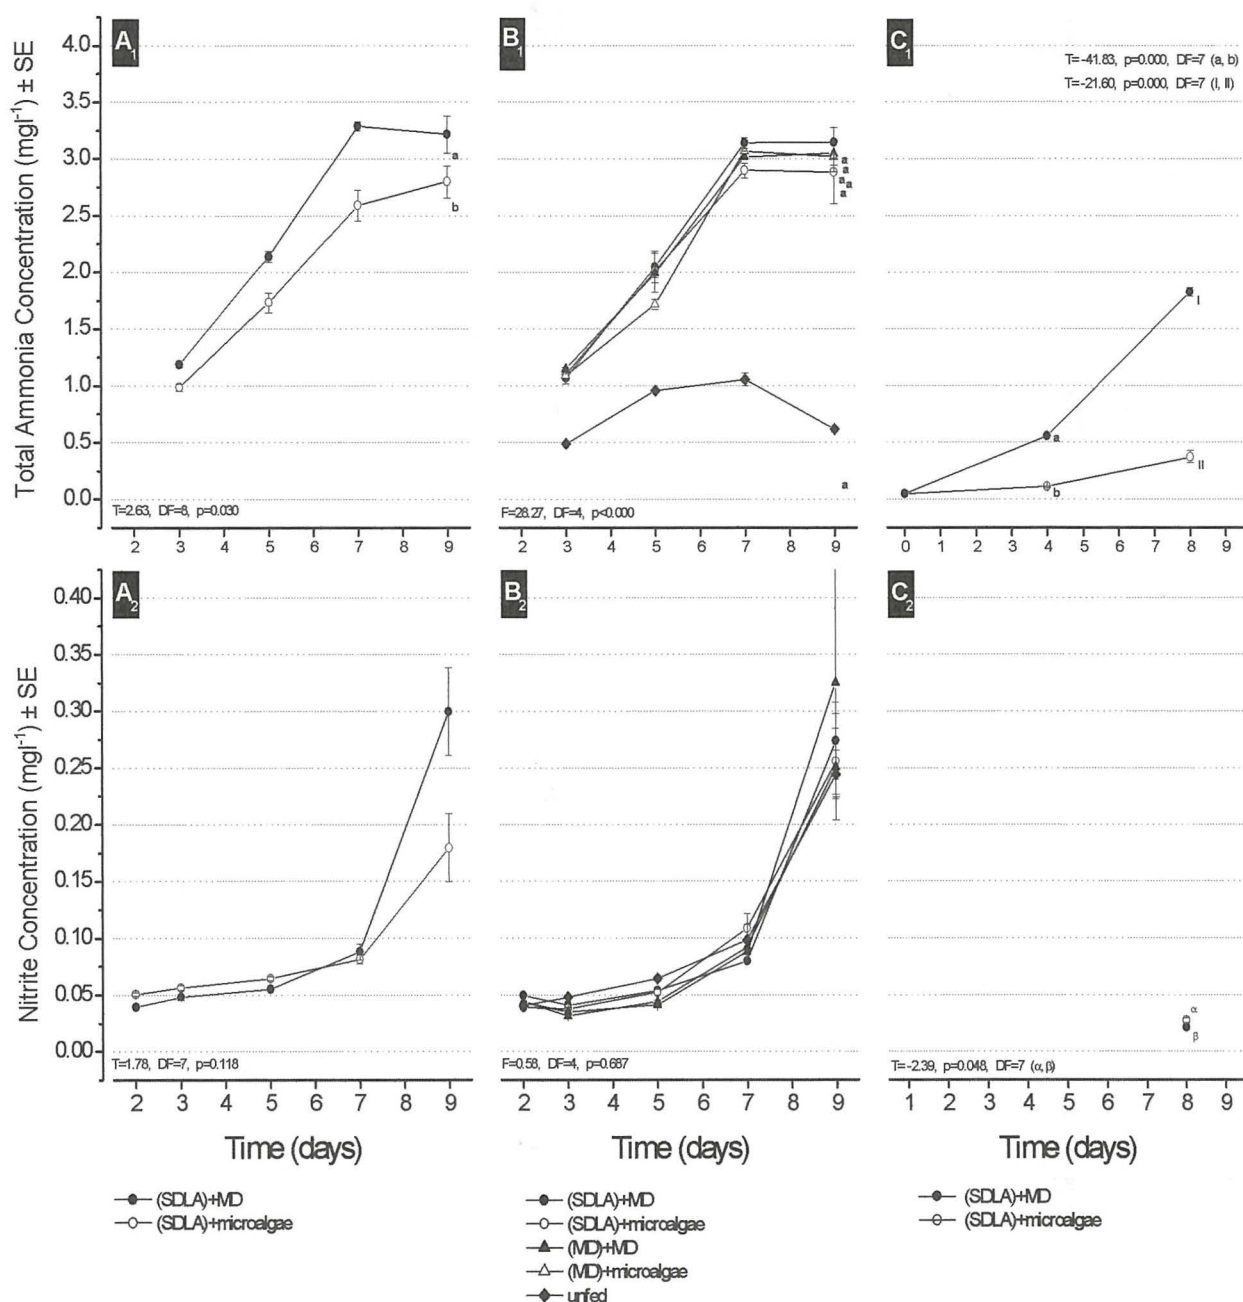 A1
B1
C1
Total Ammonia Concentration (mgl⁻¹) ± SE
4.0
3.5
3.0
2.5
2.0
1.5
1.0
0.5
0.0
a
b
T=2.63, DF=8, p=0.030
2 3 4 5 6 7 8 9
a
a
a a
a
a
F=28.27, DF=4, p<0.000
2 3 4 5 6 7 8 9
T=-41.83, p=0.000, DF=7 (a, b)
T=-21.60, p=0.000, DF=7 (I, II)
I
a
II
b
0 1 2 3 4 5 6 7 8 9
A2
B2
C2
Nitrite Concentration (mgl⁻¹) ± SE
0.40
0.35
0.30
0.25
0.20
0.15
0.10
0.05
0.00
T=1.78, DF=7, p=0.118
2 3 4 5 6 7 8 9
F=0.58, DF=4, p=0.687
2 3 4 5 6 7 8 9
α
β
T=-2.39, p=0.048, DF=7 (α,β)
1 2 3 4 5 6 7 8 9
Time (days)
Time (days)
Time (days)
(SDLA)+MD
(SDLA)+microalgae
(SDLA)+MD
(SDLA)+microalgae
(MD)+MD
(MD)+microalgae
unfed
(SDLA)+MD
(SDLA)+microalgae